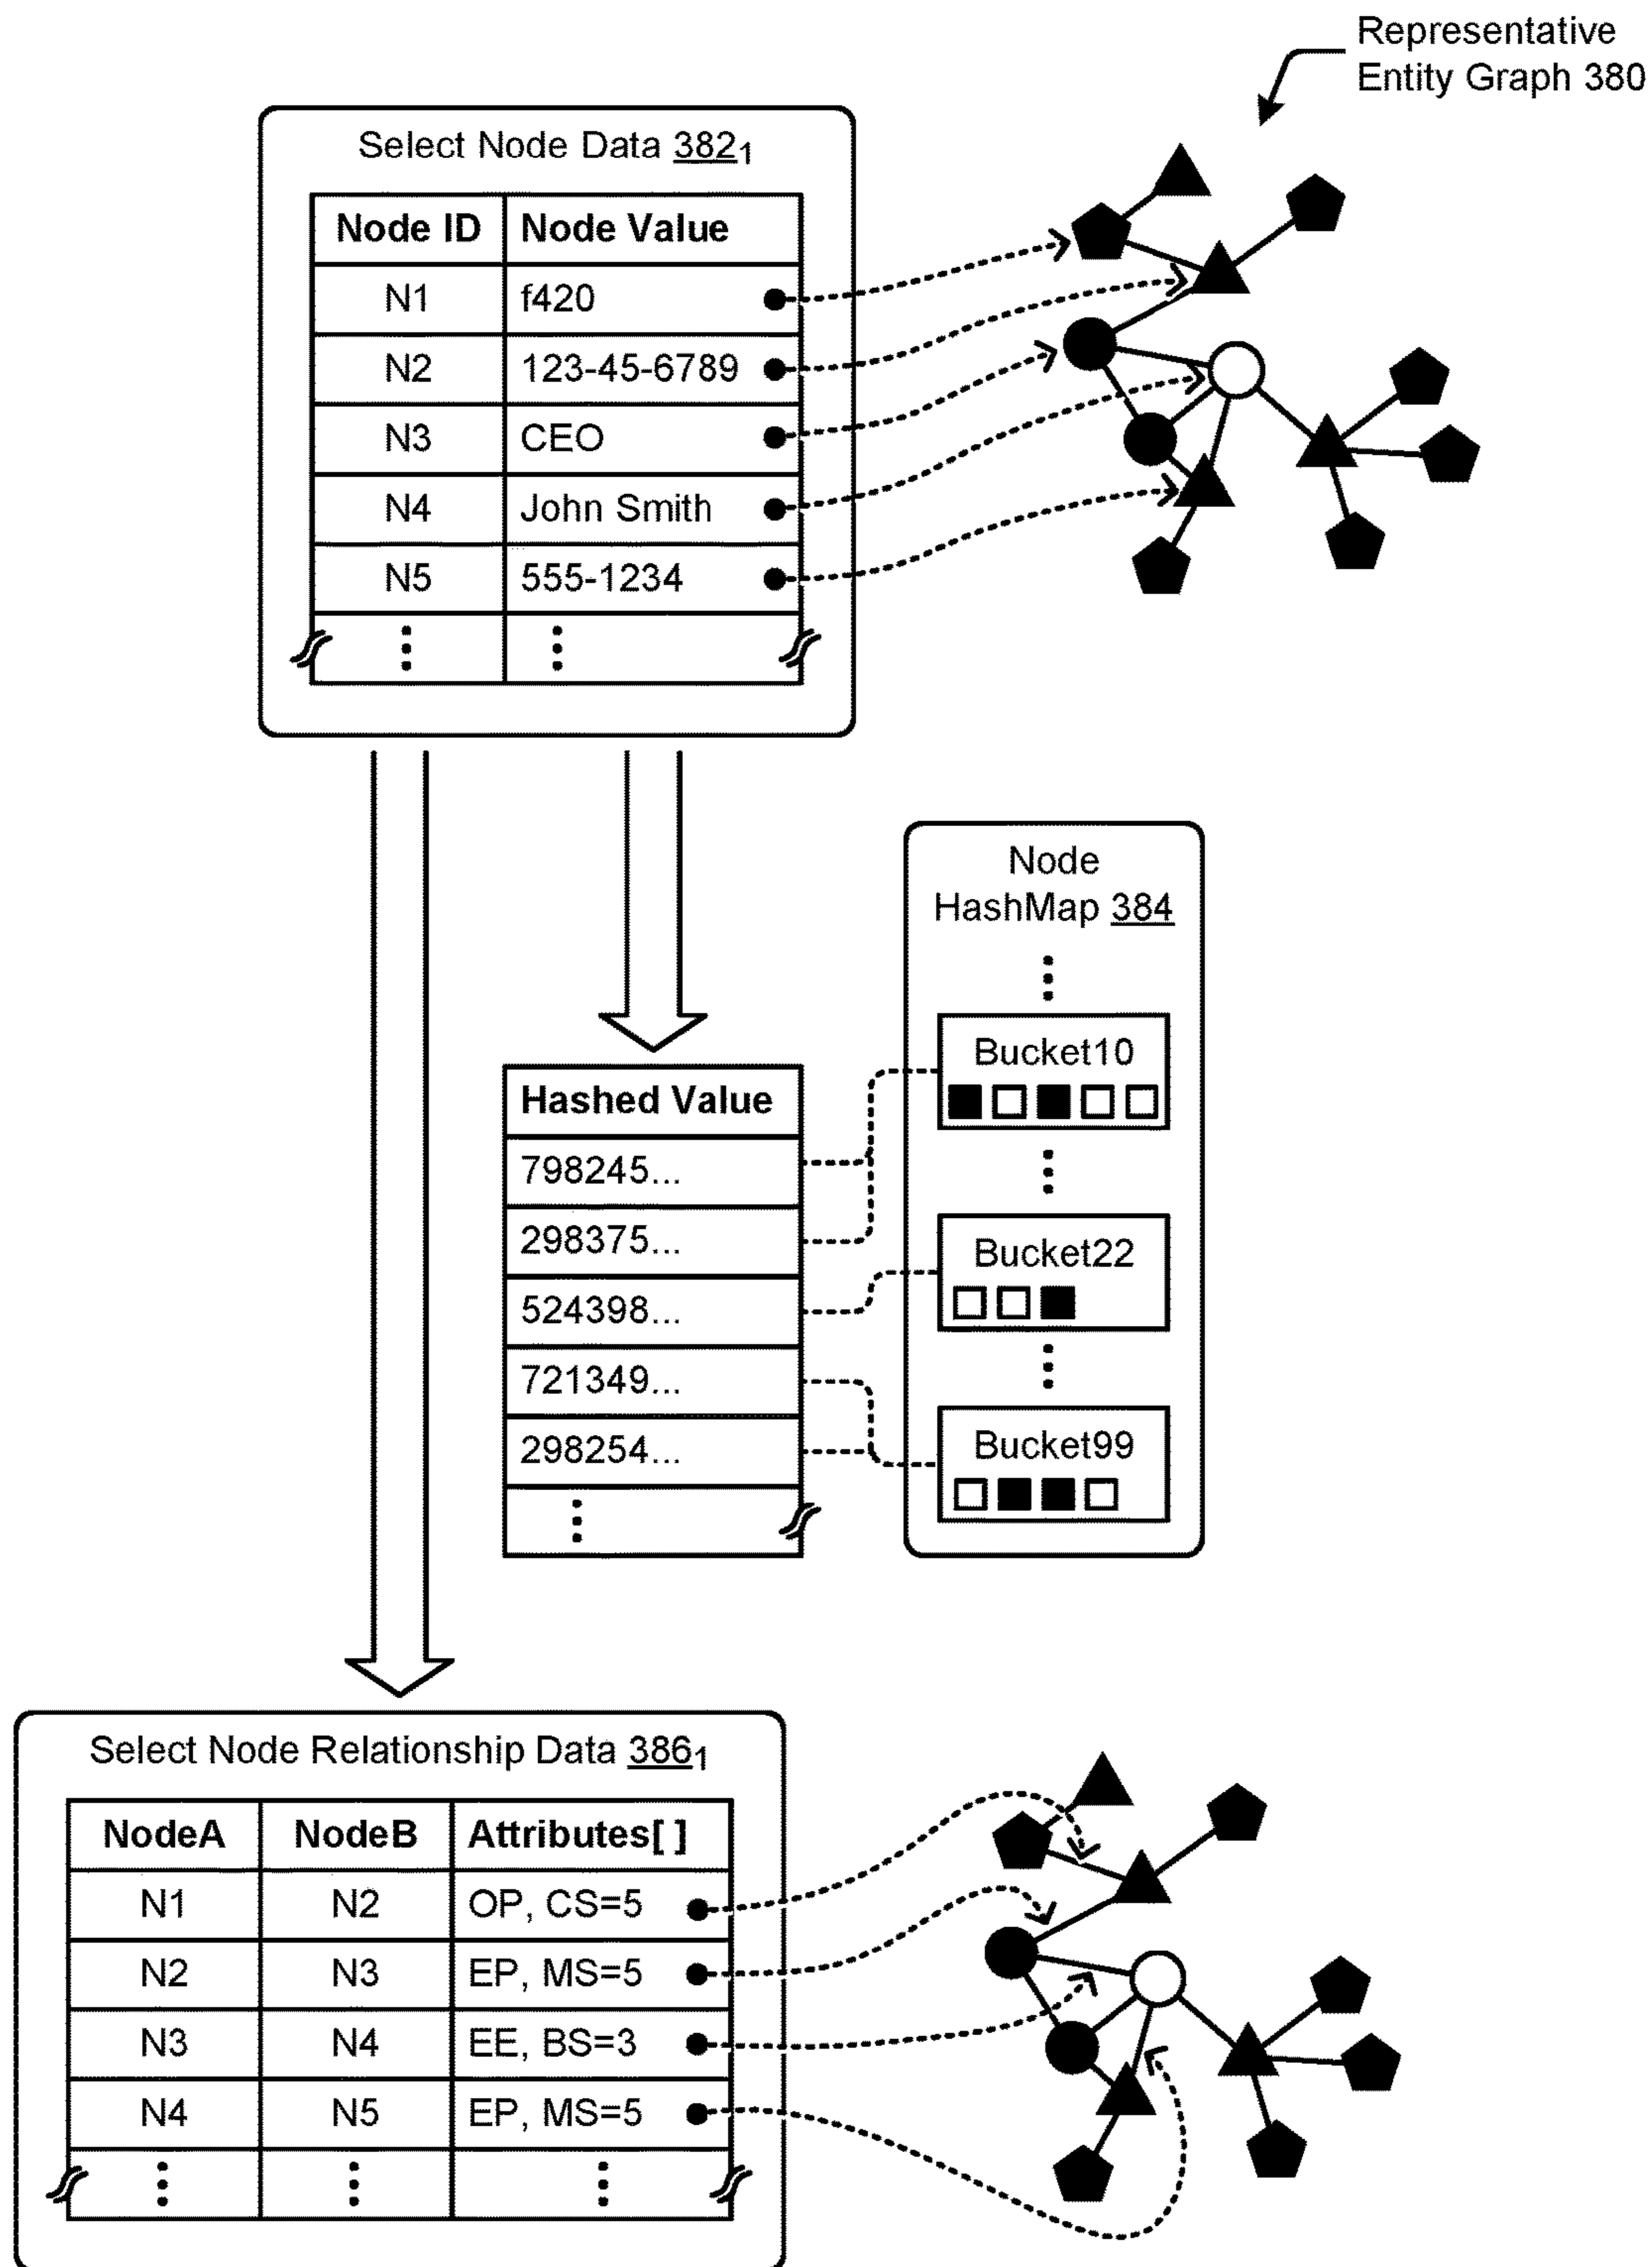 Representative
Entity Graph 380
Select Node Data 382₁
Node ID Node Value
N1 f420
N2 123-45-6789
N3 CEO
N4 John Smith
N5 555-1234
Node
HashMap 384
Bucket10
Hashed Value
798245...
298375...
Bucket22
524398...
721349...
Bucket99
298254...
Select Node Relationship Data 386₁
NodeA NodeB Attributes[ ]
N1 N2 OP, CS=5
N2 N3 EP, MS=5
N3 N4 EE, BS=3
N4 N5 EP, MS=5